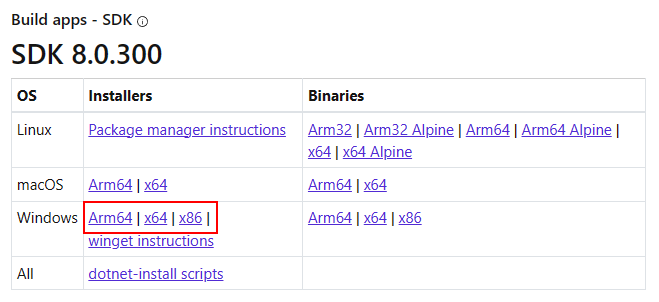 Build apps - SDK
SDK 8.0.300
OS Installers Binaries
Linux Package manager instructions Arm32 | Arm32 Alpine | Arm64 | Arm64 Alpine |
x64 | x64 Alpine
macOS Arm64 | x64 Arm64 | x64
Windows Arm64 | x64 | x86 | Arm64 | x64 | x86
winget instructions
All dotnet-install scripts